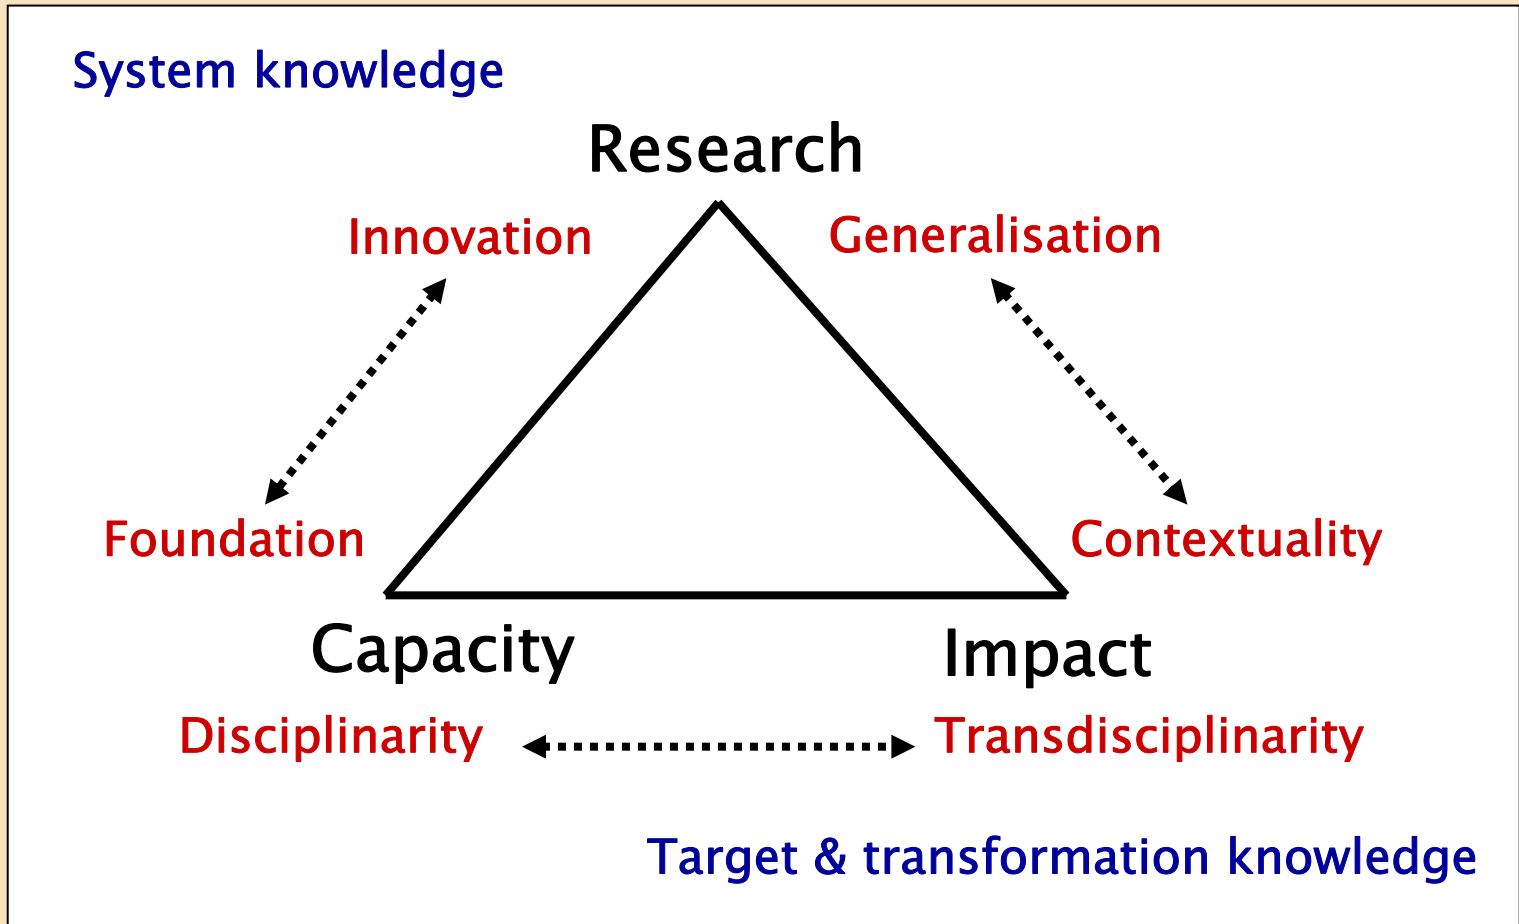 System knowledge
Research
Innovation
Generalisation
Foundation
Contextuality
Capacity
Impact
Disciplinarity
Transdisciplinarity
Target & transformation knowledge